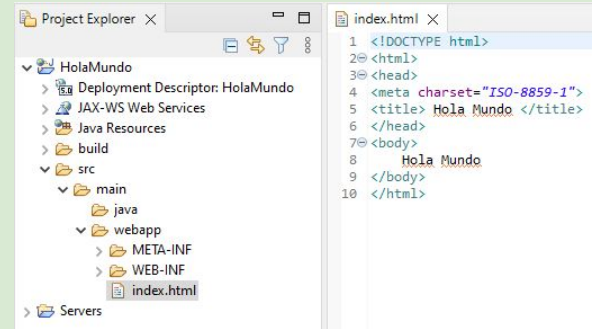 Project Explorer
HolaMundo
Deployment Descriptor: HolaMundo
JAX-WS Web Services
Java Resources
build
src
main
java
webapp
META-INF
WEB-INF
index.html
Servers
index.html
1 <!DOCTYPE html>
2 <html>
3 <head>
4 <meta charset="ISO-8859-1">
5 <title> Hola Mundo </title>
6 </head>
7 <body>
8 Hola Mundo
9 </body>
10 </html>